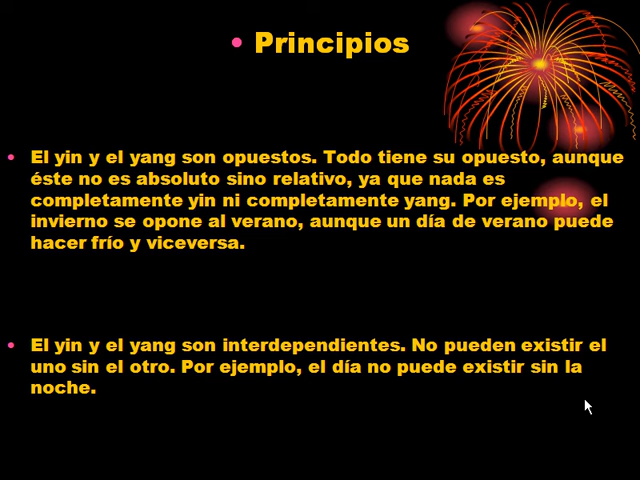 • Principios
• El yin y el yang son opuestos. Todo tiene su opuesto, aunque
éste no es absoluto sino relativo, ya que nada es
completamente yin ni completamente yang. Por ejemplo, el
invierno se opone al verano, aunque un día de verano puede
hacer frío y viceversa.
• El yin y el yang son interdependientes. No pueden existir el
uno sin el otro. Por ejemplo, el día no puede existir sin la
noche.